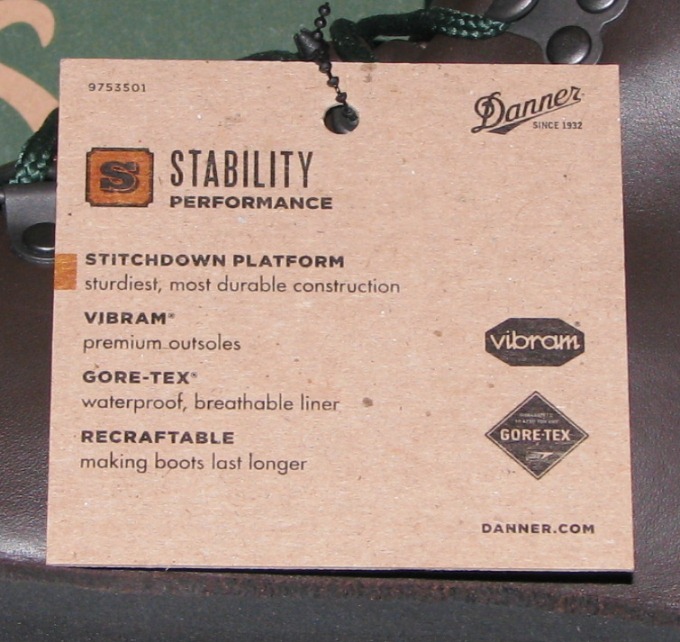 9753501
Danner
SINCE 1932
S STABILITY
PERFORMANCE
STITCHDOWN PLATFORM
sturdiest, most durable construction
VIBRAM®
premium outsoles
vibram®
GORE-TEX®
waterproof, breathable liner
GORE-TEX
RECRAFTABLE
making boots last longer
DANNER.COM